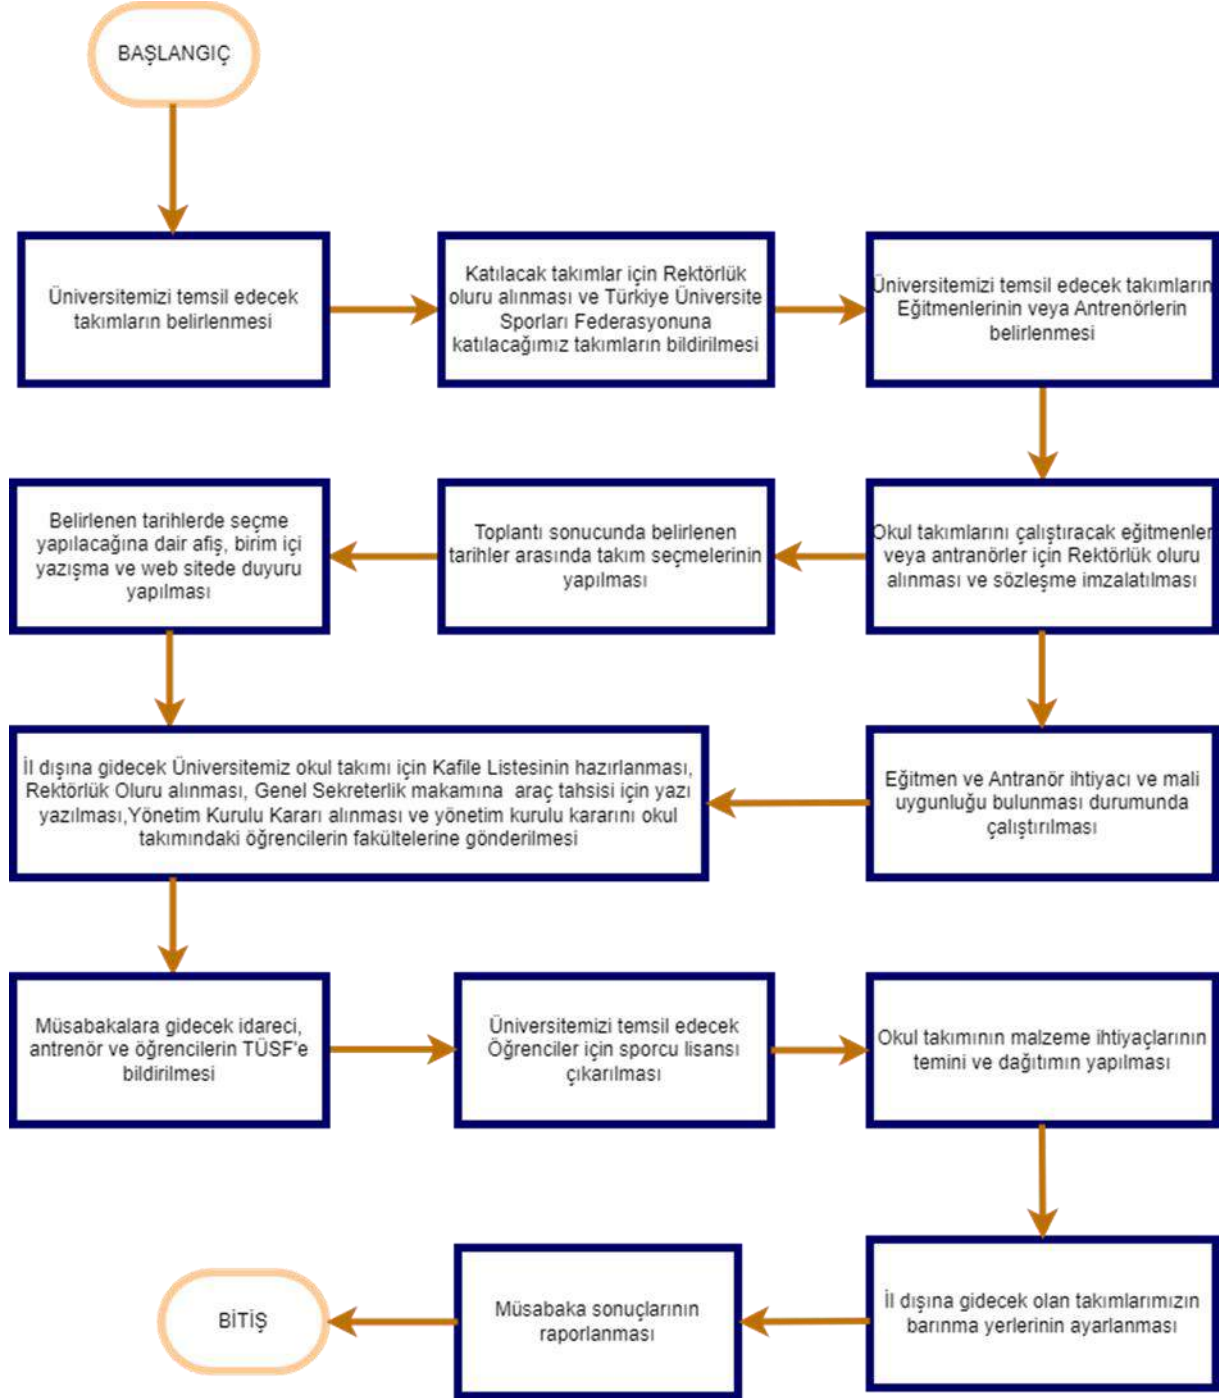 BAŞLANGIÇ
Üniversitemizi temsil edecek
takımların belirlenmesi
Katılacak takımlar için Rektörlük
oluru alınması ve Türkiye Üniversite
Sporları Federasyonuna
katılacağımız takımların bildirilmesi
Üniversitemizi temsil edecek takımların
Eğitmenlerinin veya Antrenörlerin
belirlenmesi
Belirlenen tarihlerde seçme
yapılacağına dair afiş, birim içi
yazışma ve web sitede duyuru
yapılması
Toplantı sonucunda belirlenen
tarihler arasında takım seçmelerinin
yapılması
Okul takımlarını çalıştıracak eğitmenler
veya antranörler için Rektörlük oluru
alınması ve sözleşme imzalatılması
İl dışına gidecek Üniversitemiz okul takımı için Kafile Listesinin hazırlanması,
Rektörlük Oluru alınması, Genel Sekreterlik makamına araç tahsisi için yazı
yazılması,Yönetim Kurulu Kararı alınması ve yönetim kurulu kararını okul
takımındaki öğrencilerin fakültelerine gönderilmesi
Eğitmen ve Antranör ihtiyacı ve mali
uygunluğu bulunması durumunda
çalıştırılması
Müsabakalara gidecek idareci,
antrenör ve öğrencilerin TÜSF'e
bildirilmesi
Üniversitemizi temsil edecek
Öğrenciler için sporcu lisansı
çıkarılması
Okul takımının malzeme ihtiyaçlarının
temini ve dağıtımın yapılması
BİTİŞ
Müsabaka sonuçlarının
raporlanması
İl dışına gidecek olan takımlarımızın
barınma yerlerinin ayarlanması